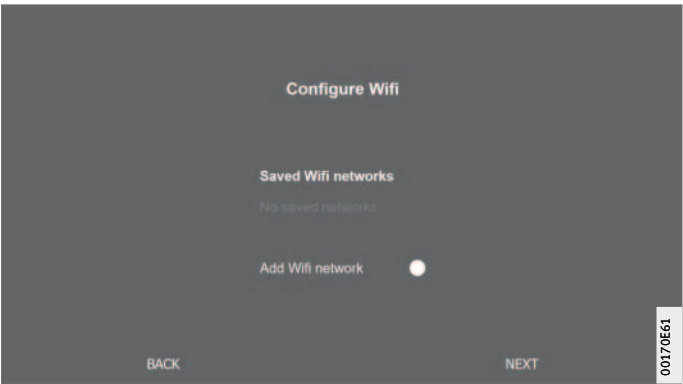 Configure Wifi
Saved Wifi networks
No saved networks
Add Wifi network
BACK
NEXT
00170E61